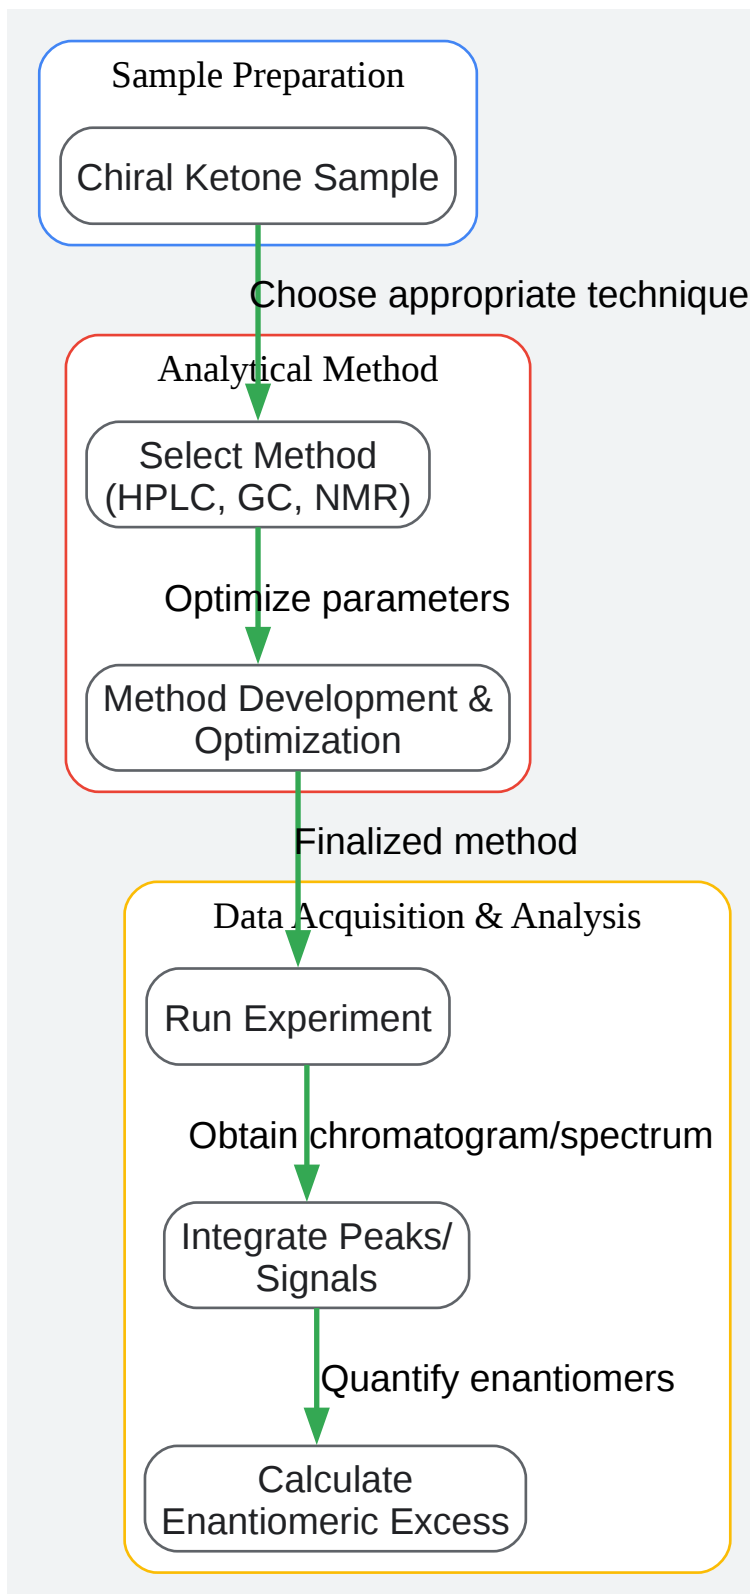 Sample Preparation
Chiral Ketone Sample
Choose appropriate technique
Analytical Method
Select Method
(HPLC, GC, NMR)
Optimize parameters
Method Development &
Optimization
Finalized method
Data Acquisition & Analysis
Run Experiment
Obtain chromatogram/spectrum
Integrate Peaks/
Signals
Quantify enantiomers
Calculate
Enantiomeric Excess